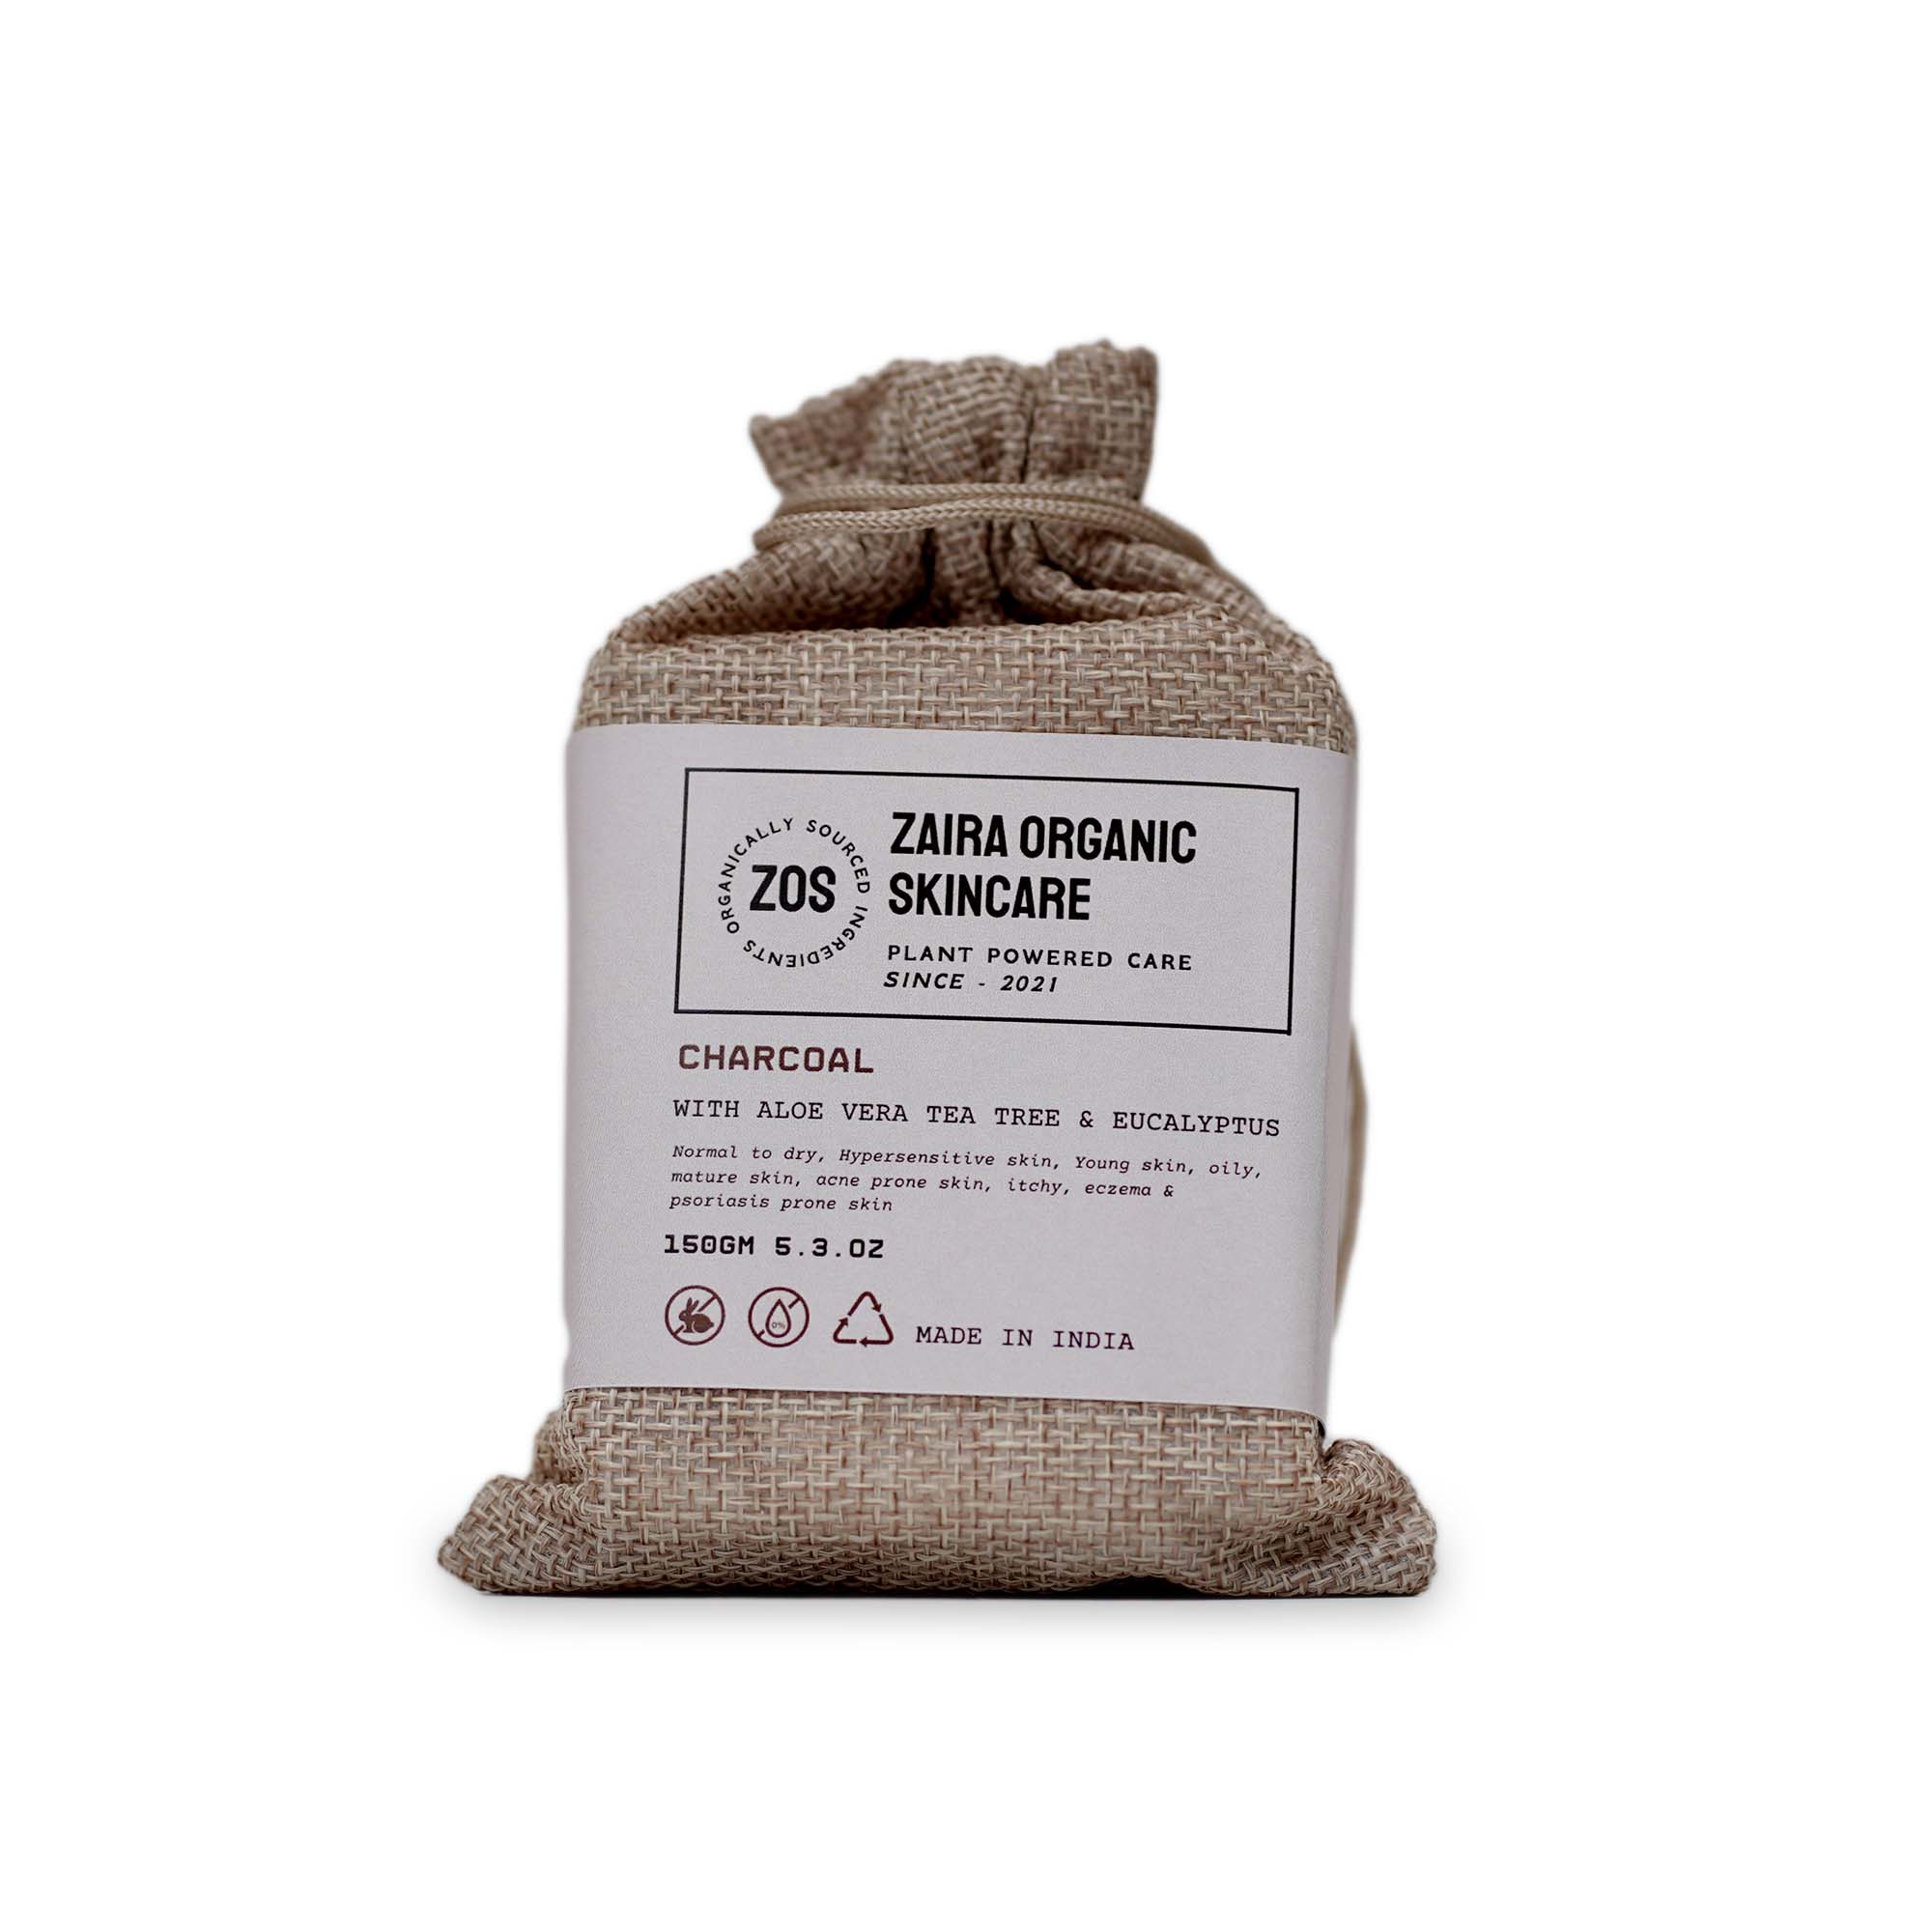 ORGANICALLY SOURCED INGREDIENTS
ZOS
ZAIRA ORGANIC
SKINCARE
PLANT POWERED CARE
SINCE - 2021
CHARCOAL
WITH ALOE VERA TEA TREE & EUCALYPTUS
Normal to dry, Hypersensitive skin, Young skin, oily,
mature skin, acne prone skin, itchy, eczema &
psoriasis prone skin
150GM 5.3.OZ
0%
MADE IN INDIA